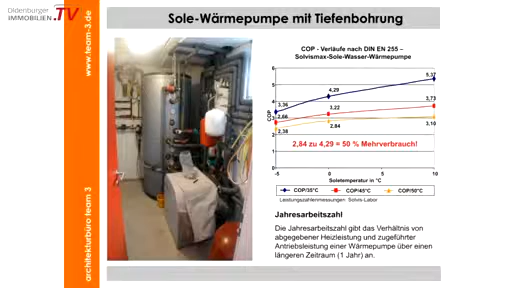 Oldenburger
IMMOBILIEN.TV
www.team-3.de
architekturbüro team 3
Sole-Wärmepumpe mit Tiefenbohrung
COP - Verläufe nach DIN EN 255 –
Solvismax-Sole-Wasser-Wärmepumpe
COP
6
5
4
3
2
1
0
3,36
4,29
5,37
2,66
3,22
3,73
2,38
2,84
3,10
2,84 zu 4,29 = 50 % Mehrverbrauch!
-5
0
5
10
Soletemperatur in °C
COP/35°C
COP/45°C
COP/50°C
Leistungszahlenmessungen: Solvis-Labor
Jahresarbeitszahl
Die Jahresarbeitszahl gibt das Verhältnis von
abgegebener Heizleistung und zugeführter
Antriebsleistung einer Wärmepumpe über einen
längeren Zeitraum (1 Jahr) an.